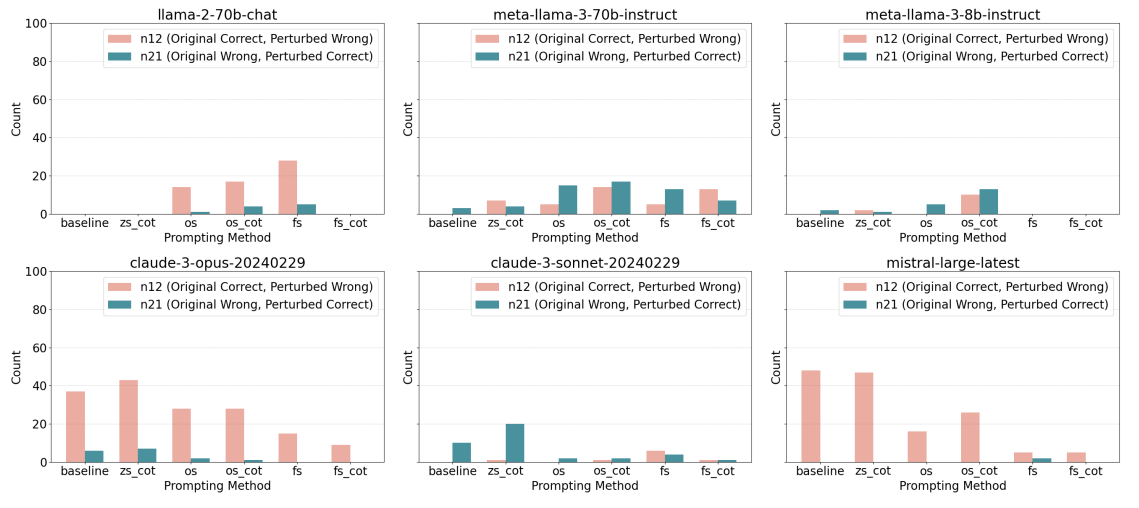 llama-2-70b-chat
100
80
60
40
20
0
Count
n12 (Original Correct, Perturbed Wrong)
n21 (Original Wrong, Perturbed Correct)
baseline zs_cot os os_cot fs fs_cot
Prompting Method
meta-llama-3-70b-instruct
Count
n12 (Original Correct, Perturbed Wrong)
n21 (Original Wrong, Perturbed Correct)
baseline zs_cot os os_cot fs fs_cot
Prompting Method
meta-llama-3-8b-instruct
Count
n12 (Original Correct, Perturbed Wrong)
n21 (Original Wrong, Perturbed Correct)
baseline zs_cot os os_cot fs fs_cot
Prompting Method
claude-3-opus-20240229
100
80
60
40
20
0
Count
n12 (Original Correct, Perturbed Wrong)
n21 (Original Wrong, Perturbed Correct)
baseline zs_cot os os_cot fs fs_cot
Prompting Method
claude-3-sonnet-20240229
Count
n12 (Original Correct, Perturbed Wrong)
n21 (Original Wrong, Perturbed Correct)
baseline zs_cot os os_cot fs fs_cot
Prompting Method
mistral-large-latest
Count
n12 (Original Correct, Perturbed Wrong)
n21 (Original Wrong, Perturbed Correct)
baseline zs_cot os os_cot fs fs_cot
Prompting Method